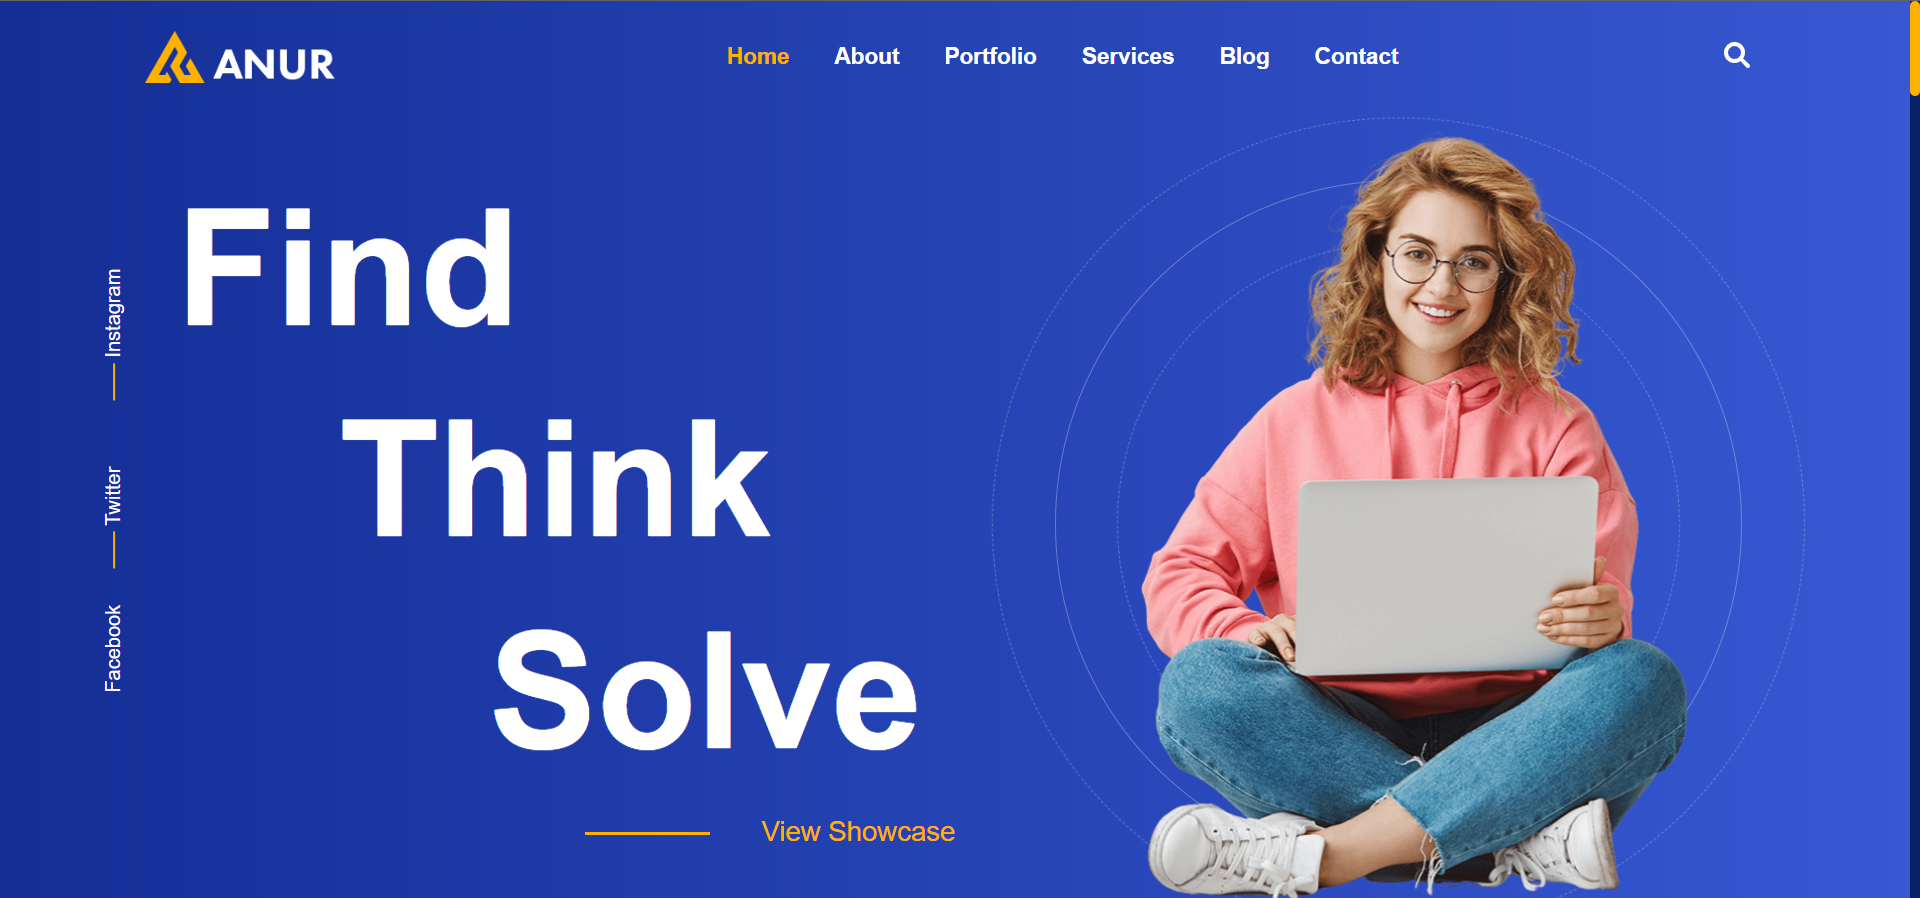 ANUR
Home About Portfolio Services Blog Contact
Instagram
Twitter
Facebook
Find
Think
Solve
View Showcase